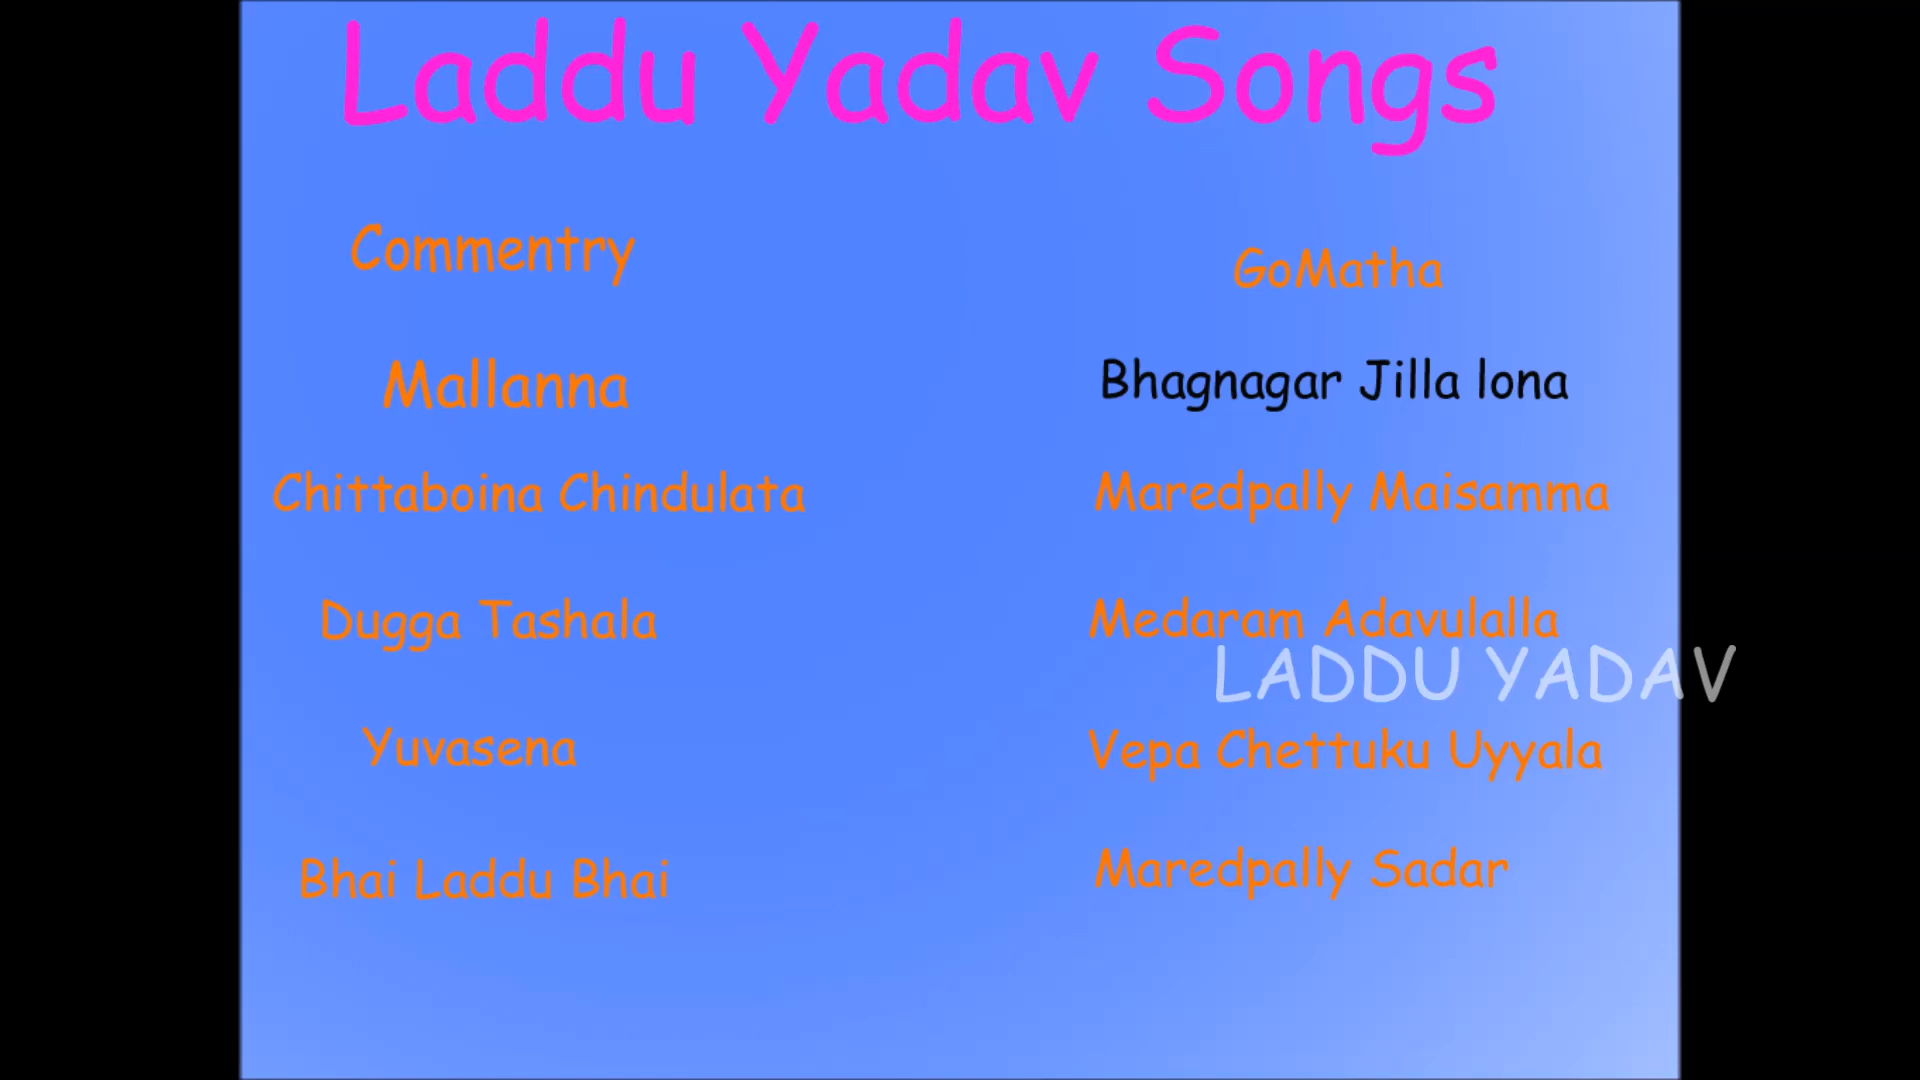 Laddu Yadav Songs
Commentry
Mallanna
Chittaboina Chindulata
Dugga Tashala
Yuvasena
Bhai Laddu Bhai
GoMatha
Bhagnagar Jilla lona
Maredpally Maisamma
Medaram Adavulalla
LADDU YADAV
Vepa Chettuku Uyyala
Maredpally Sadar